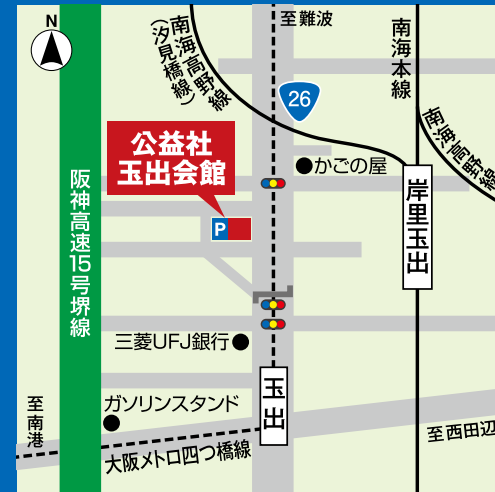 N
至難波
南海高野線
（汐見橋線）
南海本線
南海高野線
26
公益社
玉出会館
かごの屋
岸里玉出
P
阪神高速15号堺線
三菱UFJ銀行
玉出
ガソリンスタンド
至南港
大阪メトロ四つ橋線
至西田辺